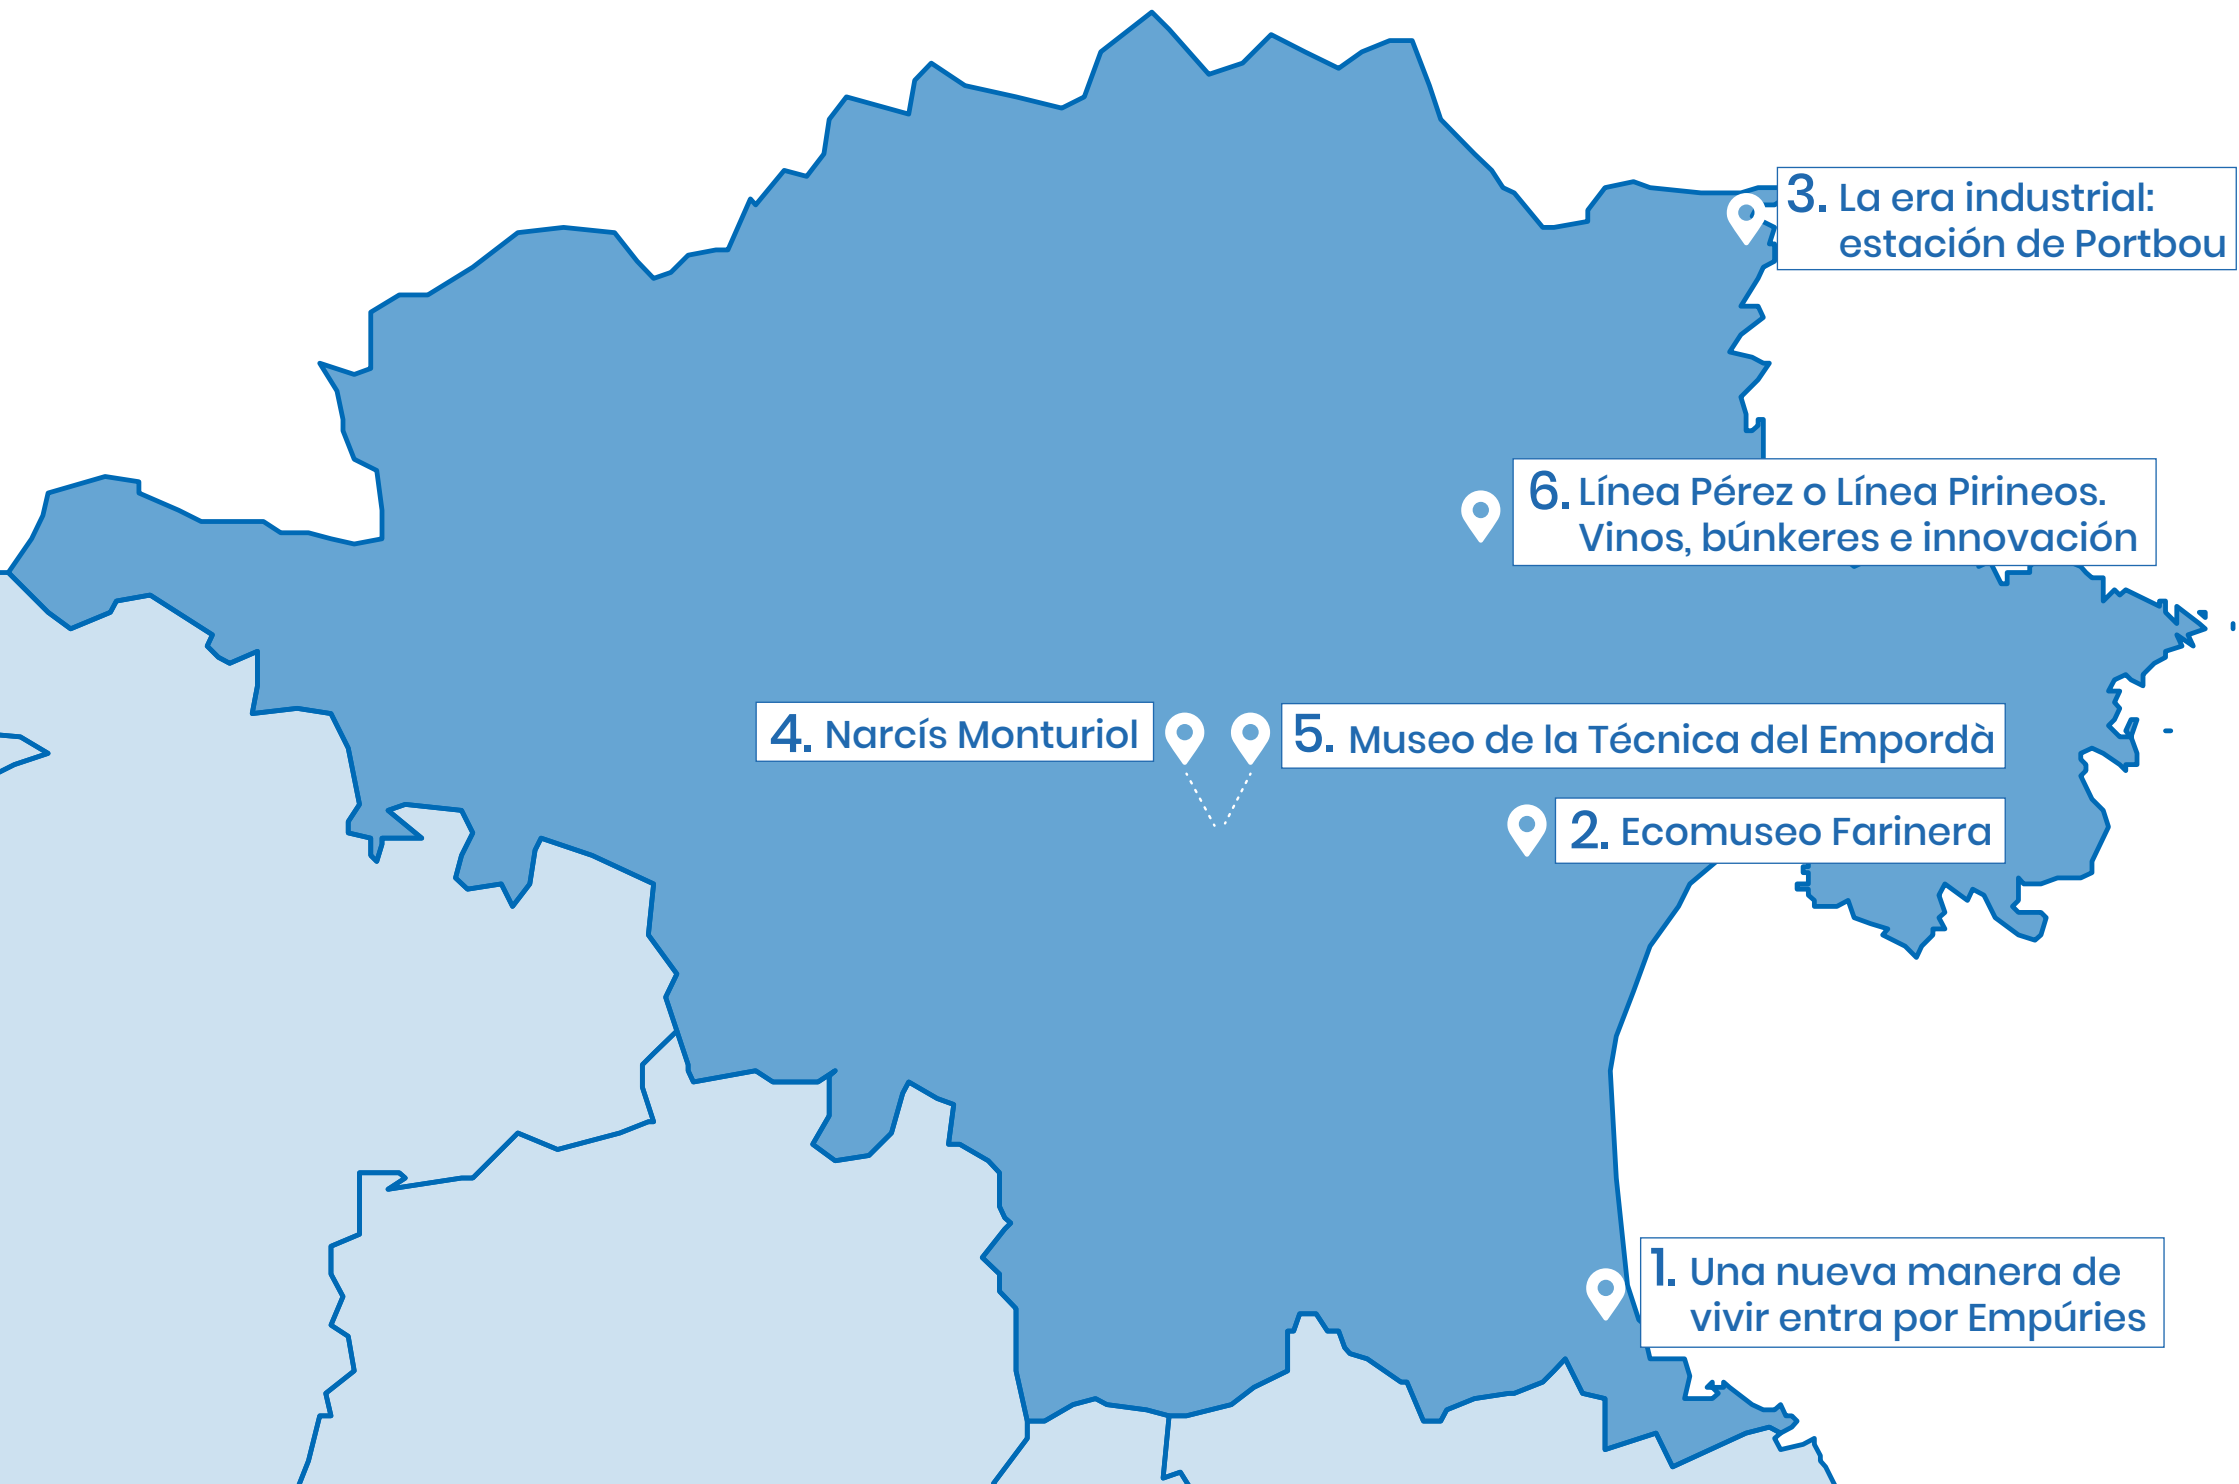 3. La era industrial:
estación de Portbou
6. Línea Pérez o Línea Pirineos.
Vinos, búnkeres e innovación
4. Narcís Monturiol
5. Museo de la Técnica del Empordà
2. Ecomuseo Farinera
1. Una nueva manera de
vivir entra por Empúries